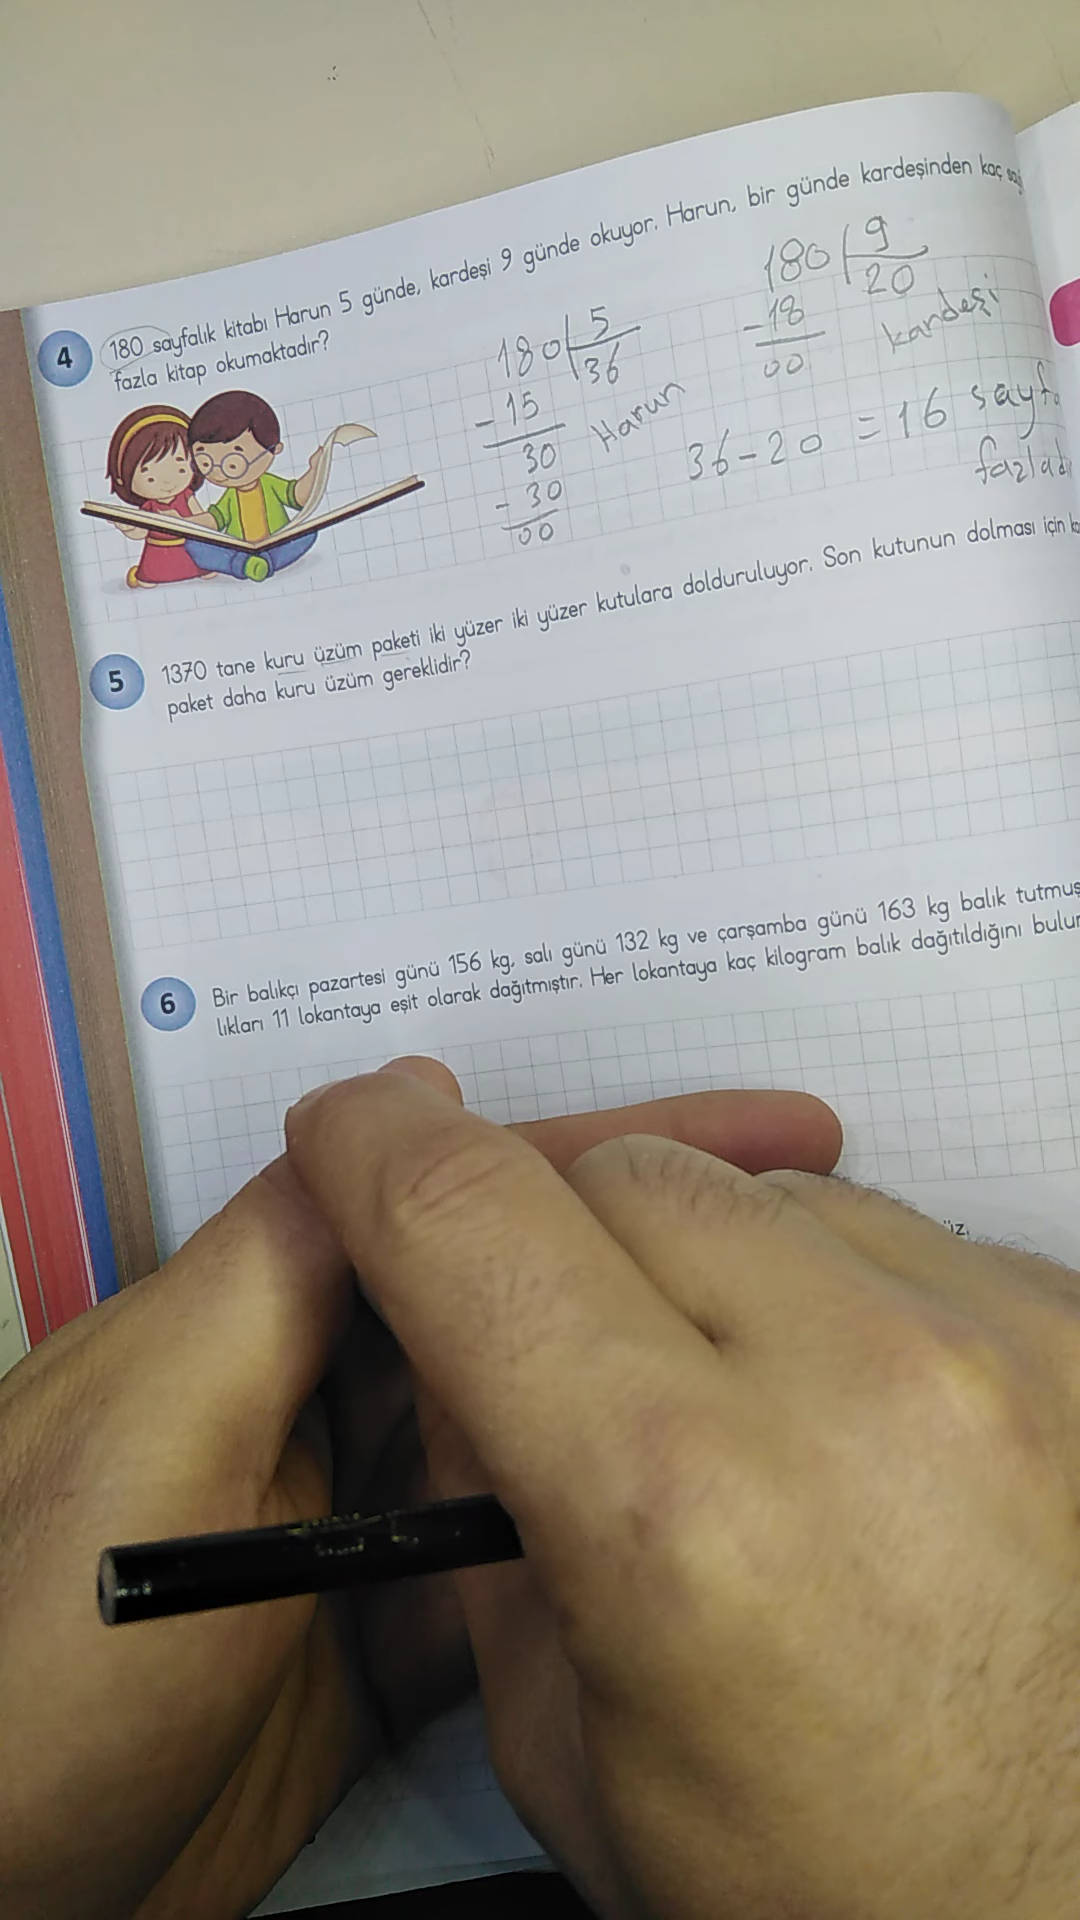 4
180 sayfalık kitabı Harun 5 günde, kardeşi 9 günde okuyor. Harun, bir günde kardeşinden kaç
fazla kitap okumaktadır?
180 5
36
- 15
30
- 30
00
Harun
180 9
20
- 18
00
kardeşi
36 - 20 = 16 sayfa
fazladır
5
1370 tane kuru üzüm paketi iki yüzer iki yüzer kutulara dolduruluyor. Son kutunun dolması için
paket daha kuru üzüm gereklidir?
6
Bir balıkçı pazartesi günü 156 kg, salı günü 132 kg ve çarşamba günü 163 kg balık tutmuş
lıkları 11 lokantaya eşit olarak dağıtmıştır. Her lokantaya kaç kilogram balık dağıtıldığını